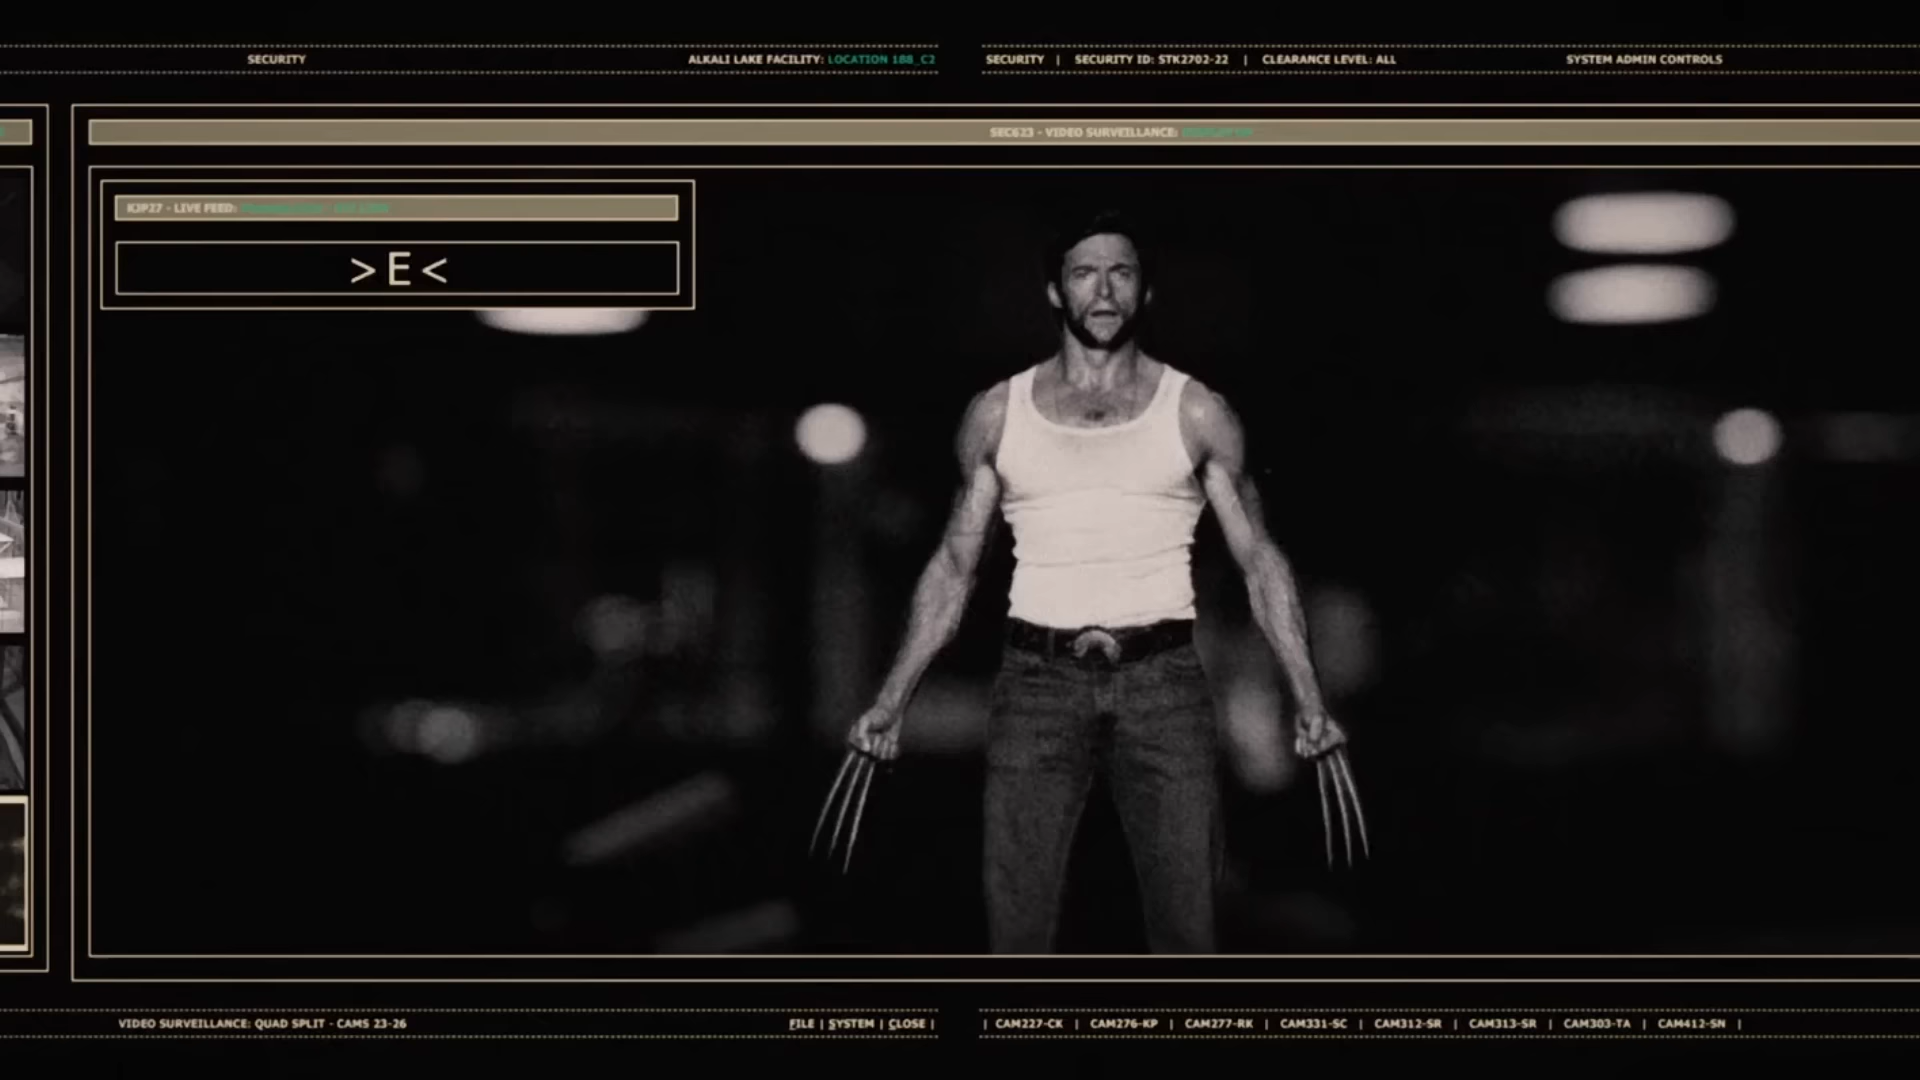 SECURITY
ALKALI LAKE FACILITY: LOCATION 188_C2
SECURITY | SECURITY ID: STK2702-22 | CLEARANCE LEVEL: ALL
SYSTEM ADMIN CONTROLS
SEC623 - VIDEO SURVEILLANCE:
KJP27 - LIVE FEED:
>E<
VIDEO SURVEILLANCE: QUAD SPLIT - CAMS 23-26
FILE | SYSTEM | CLOSE |
| CAM227-CK | CAM276-KP | CAM277-RK | CAM331-SC | CAM312-SR | CAM313-SR | CAM303-TA | CAM412-SN |